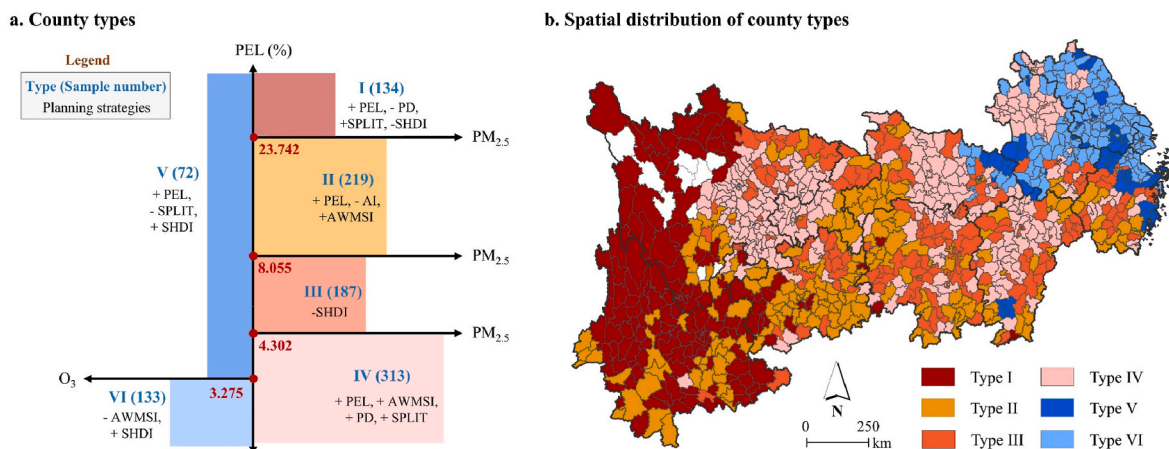 a. County types
Legend
Type (Sample number)
Planning strategies
PEL (%)
I (134)
+ PEL, - PD,
+SPLIT, -SHDI
PM2.5
23.742
V (72)
+ PEL,
- SPLIT,
+ SHDI
II (219)
+ PEL, - AI,
+AWMSI
PM2.5
8.055
III (187)
-SHDI
PM2.5
4.302
O3
3.275
VI (133)
- AWMSI,
+ SHDI
IV (313)
+ PEL, + AWMSI,
+ PD, + SPLIT
b. Spatial distribution of county types
N
0 250
km
Type I
Type II
Type III
Type IV
Type V
Type VI